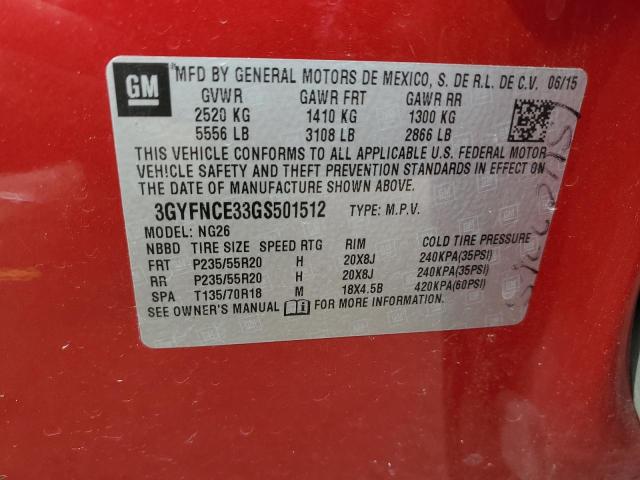 GM
MFD BY GENERAL MOTORS DE MEXICO, S. DE R.L. DE C.V. 06/15
GVWR GAWR FRT GAWR RR
2520 KG 1410 KG 1300 KG
5556 LB 3108 LB 2866 LB
THIS VEHICLE CONFORMS TO ALL APPLICABLE U.S. FEDERAL MOTOR
VEHICLE SAFETY AND THEFT PREVENTION STANDARDS IN EFFECT ON
THE DATE OF MANUFACTURE SHOWN ABOVE.
3GYFNCE33GS501512 TYPE: M.P.V.
MODEL: NG26
NBBD TIRE SIZE SPEED RTG RIM COLD TIRE PRESSURE
FRT P235/55R20 H 20X8J 240KPA(35PSI)
RR P235/55R20 H 20X8J 240KPA(35PSI)
SPA T135/70R18 M 18X4.5B 420KPA(60PSI)
SEE OWNER'S MANUAL FOR MORE INFORMATION